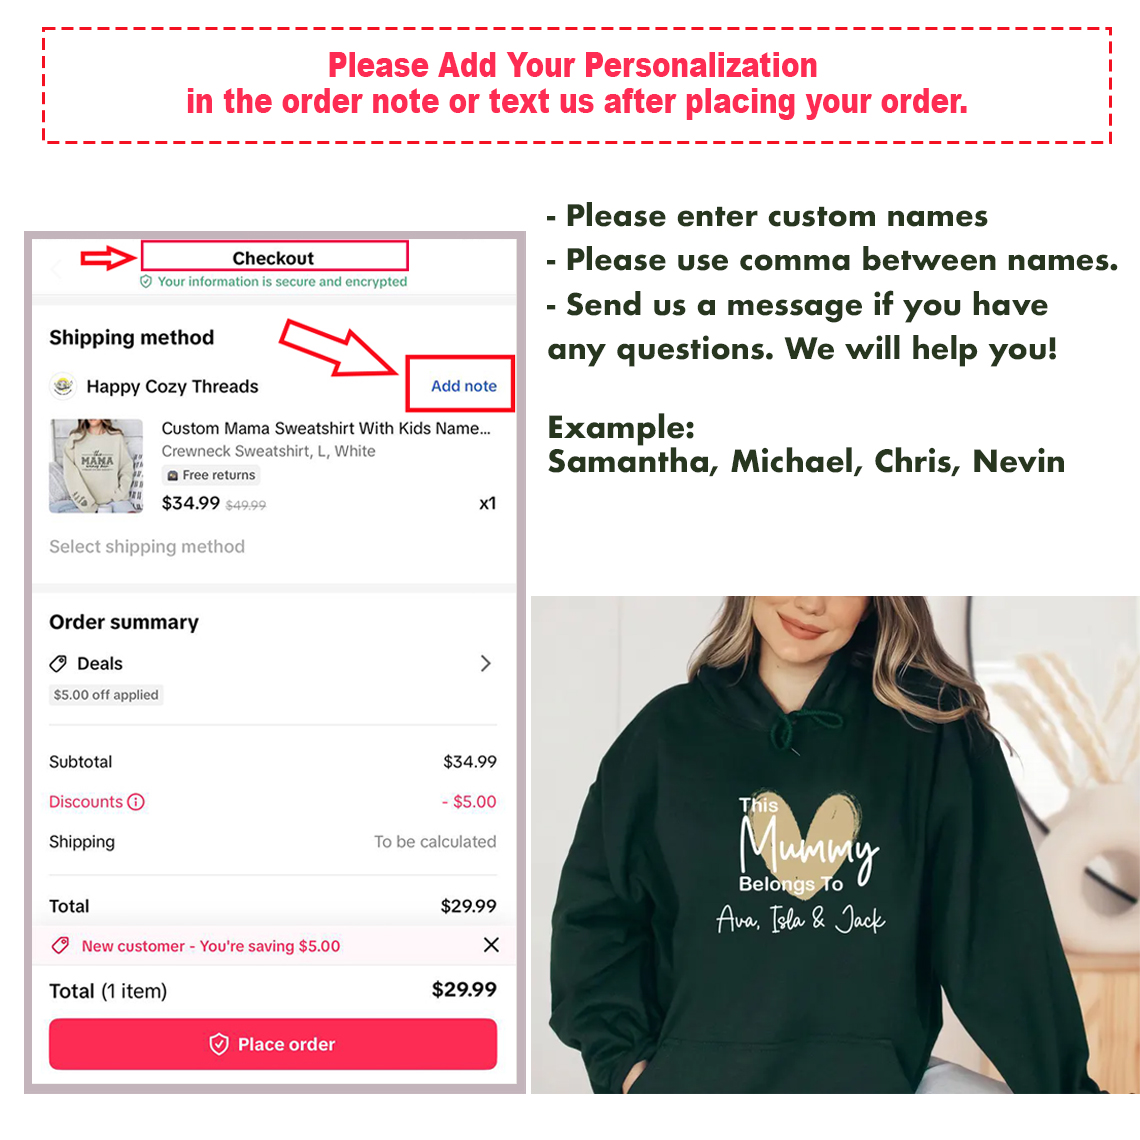 Please Add Your Personalization
in the order note or text us after placing your order.
- Please enter custom names
- Please use comma between names.
- Send us a message if you have
any questions. We will help you!
Example:
Samantha, Michael, Chris, Nevin
Checkout
Your information is secure and encrypted
Shipping method
Happy Cozy Threads
Add note
Custom Mama Sweatshirt With Kids Name...
Crewneck Sweatshirt, L, White
Free returns
$34.99 $49.99
x1
Select shipping method
Order summary
Deals
$5.00 off applied
Subtotal $34.99
Discounts - $5.00
Shipping To be calculated
Total $29.99
New customer - You're saving $5.00
Total (1 item) $29.99
Place order
MAMA
This
Mummy
Belongs To
Ava, Isla & Jack